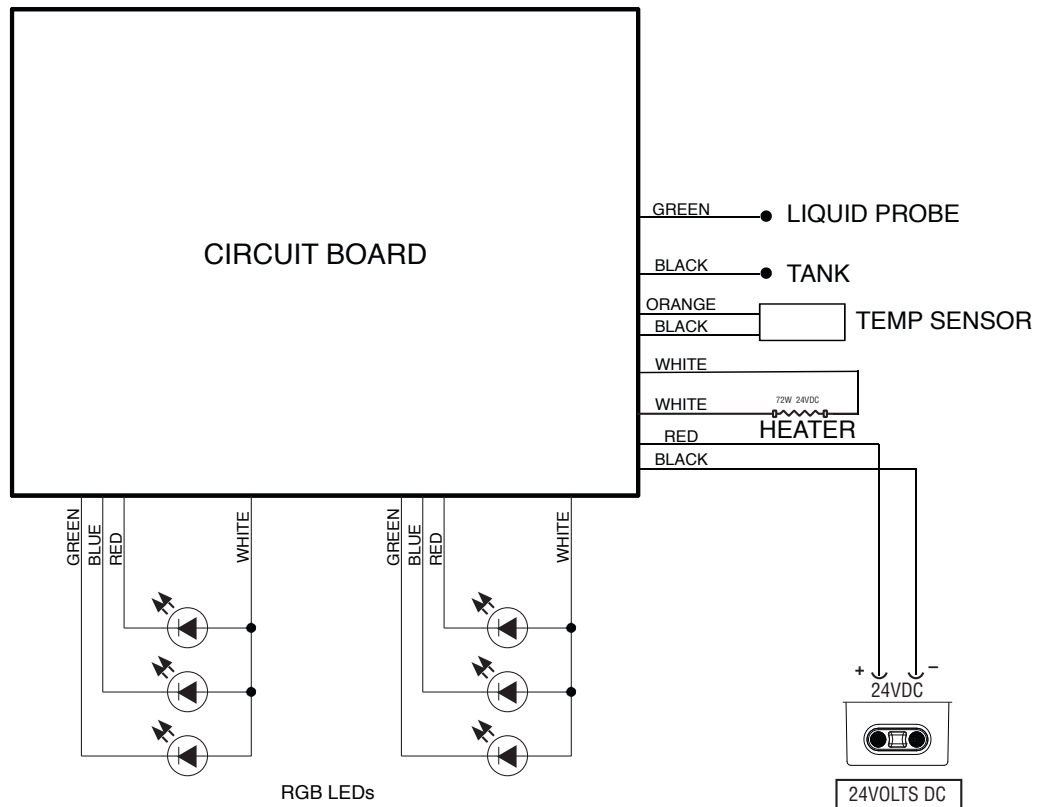 CIRCUIT BOARD
GREEN
LIQUID PROBE
BLACK
TANK
ORANGE
BLACK
TEMP SENSOR
WHITE
WHITE
72W 24VDC
HEATER
RED
BLACK
GREEN
BLUE
RED
WHITE
GREEN
BLUE
RED
WHITE
+ −
24VDC
RGB LEDs
24VOLTS DC